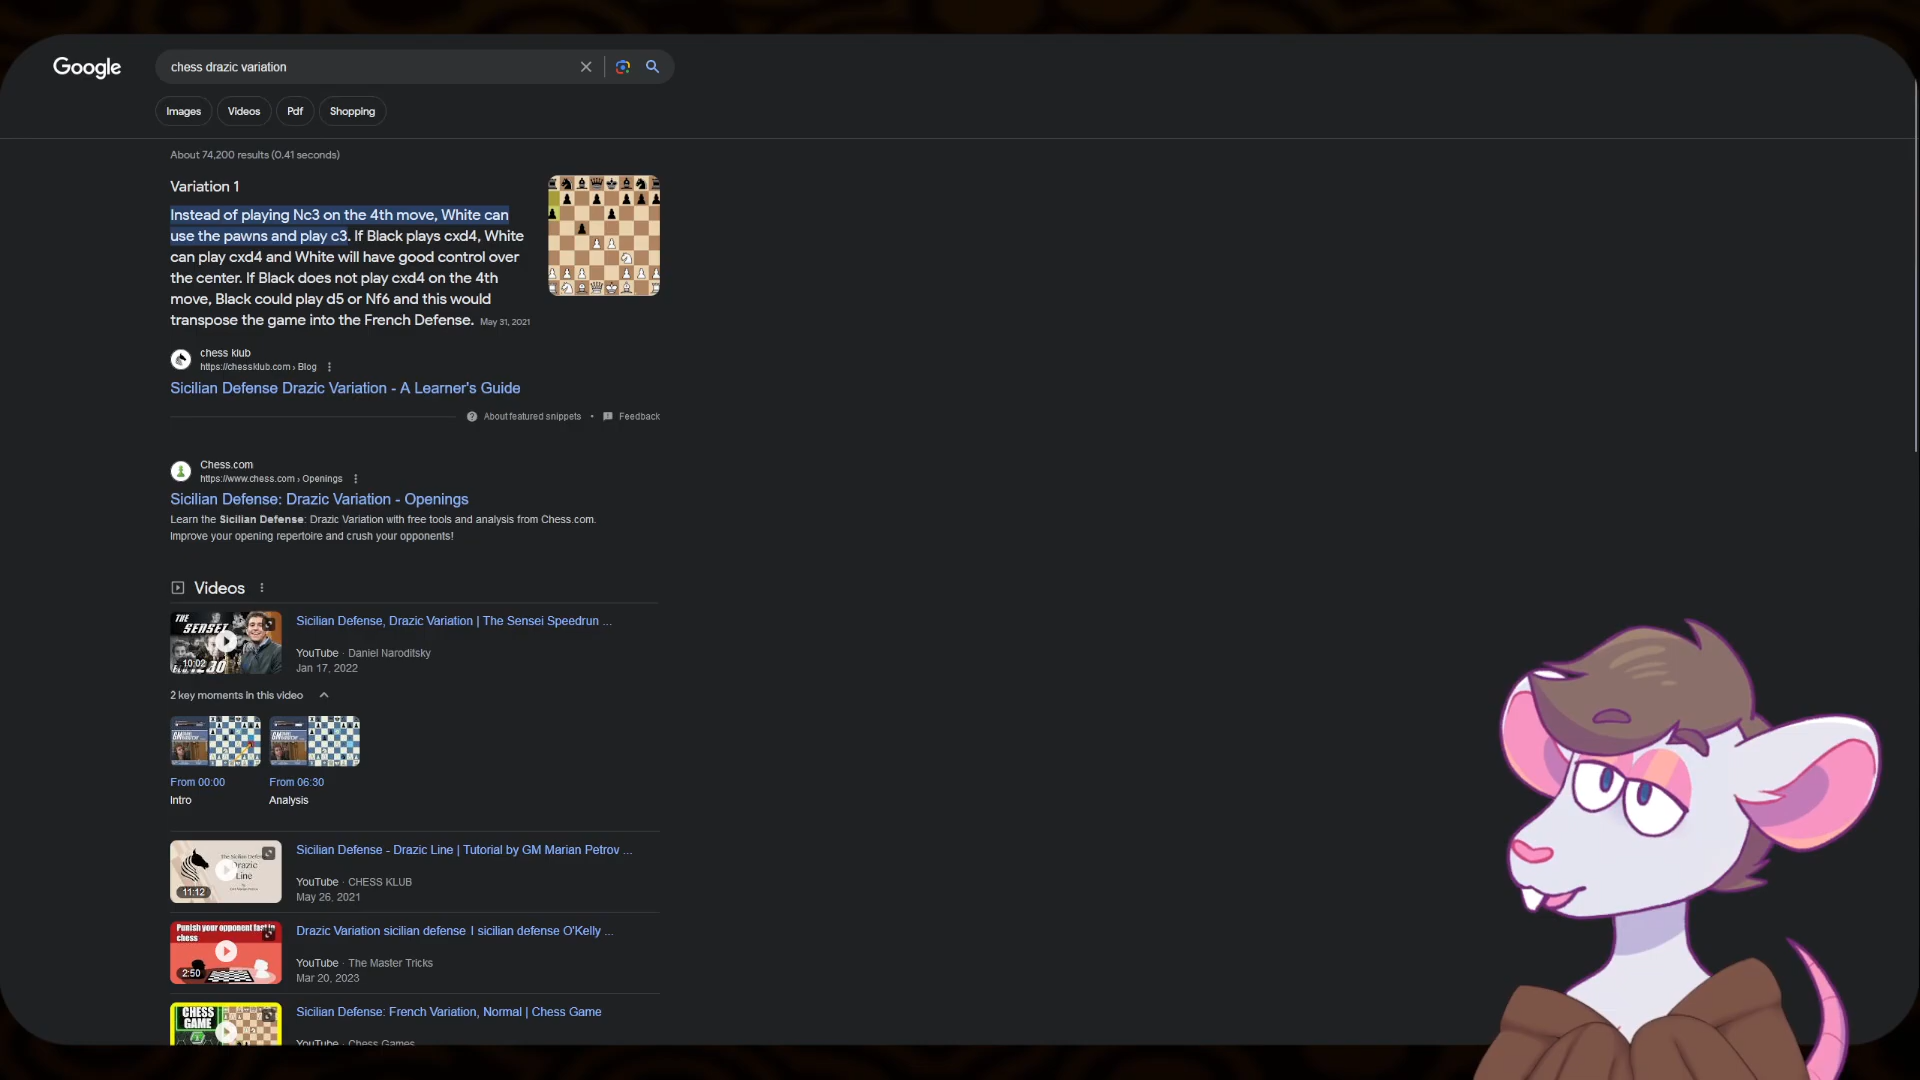 Google
chess drazic variation
Images
Videos
Pdf
Shopping
About 74,200 results (0.41 seconds)
Variation 1
Instead of playing Nc3 on the 4th move, White can
use the pawns and play c3. If Black plays cxd4, White
can play cxd4 and White will have good control over
the center. If Black does not play cxd4 on the 4th
move, Black could play d5 or Nf6 and this would
transpose the game into the French Defense. May 31, 2021
chess klub
https://chessklub.com › Blog
Sicilian Defense Drazic Variation - A Learner's Guide
About featured snippets • Feedback
Chess.com
https://www.chess.com › Openings
Sicilian Defense: Drazic Variation - Openings
Learn the Sicilian Defense: Drazic Variation with free tools and analysis from Chess.com.
Improve your opening repertoire and crush your opponents!
Videos
THE
SENSEI
10:02
Sicilian Defense, Drazic Variation | The Sensei Speedrun ...
YouTube · Daniel Naroditsky
Jan 17, 2022
2 key moments in this video
From 00:00
Intro
From 06:30
Analysis
Drazic
Line
11:12
Sicilian Defense - Drazic Line | Tutorial by GM Marian Petrov ...
YouTube · CHESS KLUB
May 26, 2021
Punish your opponent fast in
chess
2:50
Drazic Variation sicilian defense I sicilian defense O'Kelly ...
YouTube · The Master Tricks
Mar 20, 2023
CHESS
GAME
Sicilian Defense: French Variation, Normal | Chess Game
YouTube · Chess Games